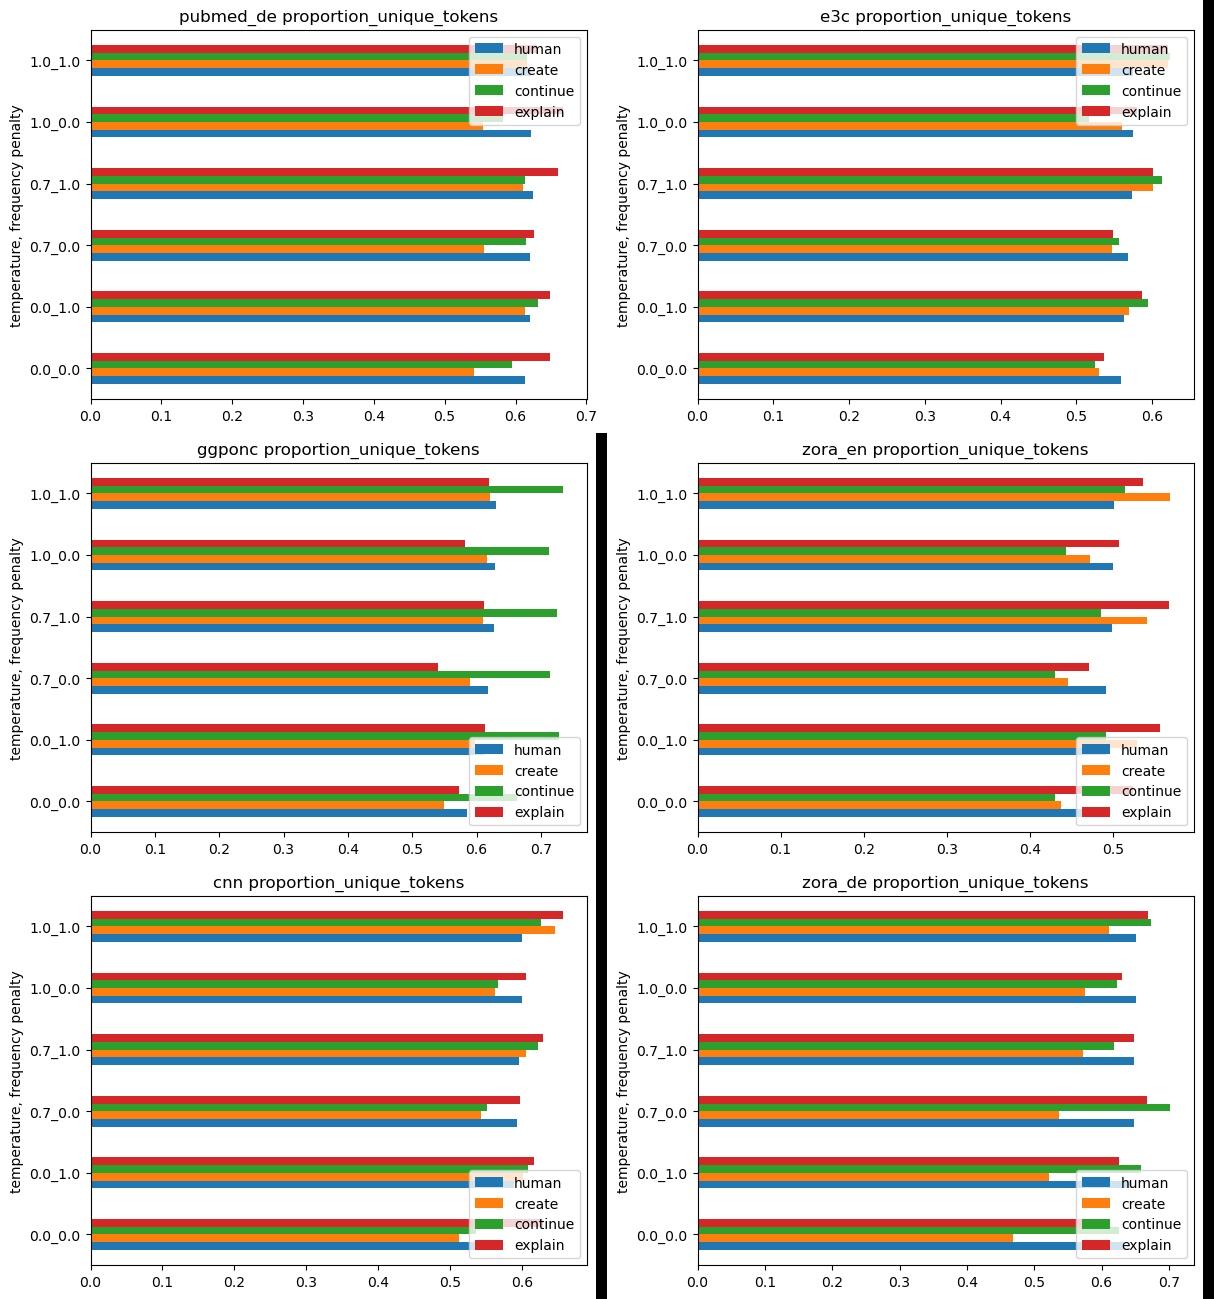 pubmed_de proportion_unique_tokens
temperature, frequency penalty
1.0_1.0
1.0_0.0
0.7_1.0
0.7_0.0
0.0_1.0
0.0_0.0
0.0 0.1 0.2 0.3 0.4 0.5 0.6 0.7
human
create
continue
explain
e3c proportion_unique_tokens
temperature, frequency penalty
1.0_1.0
1.0_0.0
0.7_1.0
0.7_0.0
0.0_1.0
0.0_0.0
0.0 0.1 0.2 0.3 0.4 0.5 0.6
human
create
continue
explain
ggponc proportion_unique_tokens
temperature, frequency penalty
1.0_1.0
1.0_0.0
0.7_1.0
0.7_0.0
0.0_1.0
0.0_0.0
0.0 0.1 0.2 0.3 0.4 0.5 0.6 0.7
human
create
continue
explain
zora_en proportion_unique_tokens
temperature, frequency penalty
1.0_1.0
1.0_0.0
0.7_1.0
0.7_0.0
0.0_1.0
0.0_0.0
0.0 0.1 0.2 0.3 0.4 0.5
human
create
continue
explain
cnn proportion_unique_tokens
temperature, frequency penalty
1.0_1.0
1.0_0.0
0.7_1.0
0.7_0.0
0.0_1.0
0.0_0.0
0.0 0.1 0.2 0.3 0.4 0.5 0.6
human
create
continue
explain
zora_de proportion_unique_tokens
temperature, frequency penalty
1.0_1.0
1.0_0.0
0.7_1.0
0.7_0.0
0.0_1.0
0.0_0.0
0.0 0.1 0.2 0.3 0.4 0.5 0.6 0.7
human
create
continue
explain